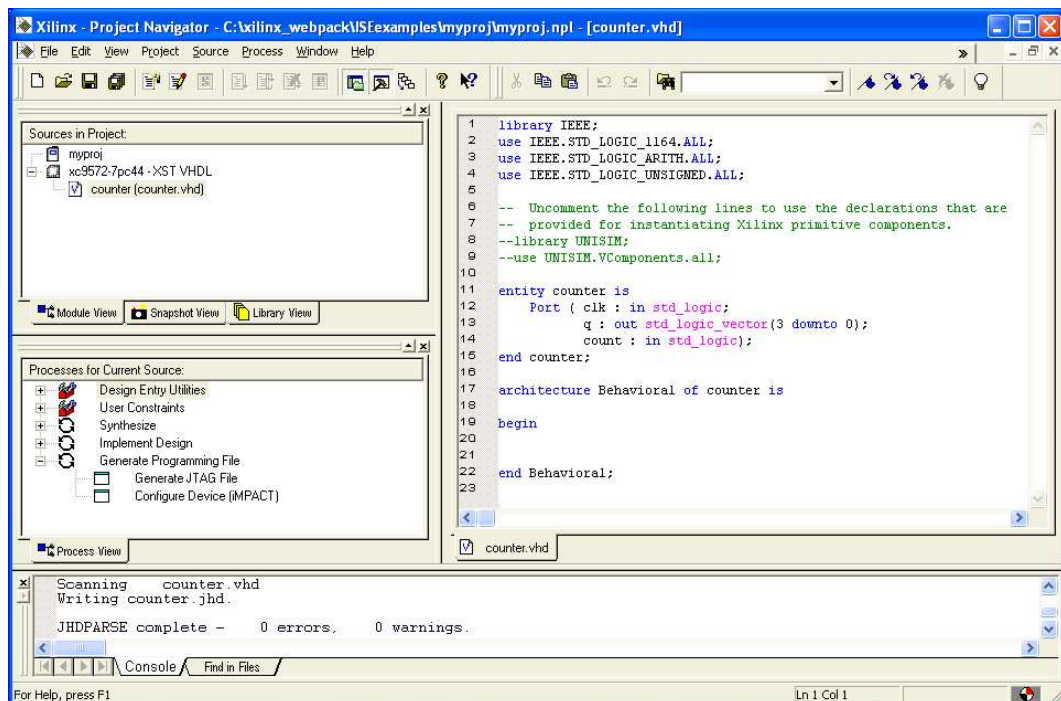 Xilinx - Project Navigator - C:\xilinx_webpack\ISEexamples\myproj\myproj.npl - [counter.vhd]
File Edit View Project Source Process Window Help
Sources in Project:
myproj
xc9572-7pc44 - XST VHDL
counter (counter.vhd)
Module View Snapshot View Library View
Processes for Current Source:
Design Entry Utilities
User Constraints
Synthesize
Implement Design
Generate Programming File
Generate JTAG File
Configure Device (iMPACT)
Process View
1 library IEEE;
2 use IEEE.STD_LOGIC_1164.ALL;
3 use IEEE.STD_LOGIC_ARITH.ALL;
4 use IEEE.STD_LOGIC_UNSIGNED.ALL;
5
6 --  Uncomment the following lines to use the declarations that are
7 --  provided for instantiating Xilinx primitive components.
8 --library UNISIM;
9 --use UNISIM.VComponents.all;
10
11 entity counter is
12     Port ( clk : in std_logic;
13            q : out std_logic_vector(3 downto 0);
14            count : in std_logic);
15 end counter;
16
17 architecture Behavioral of counter is
18
19 begin
20
21
22 end Behavioral;
23
counter.vhd
Scanning    counter.vhd
Writing counter.jhd.
JHDPARSE complete -    0 errors,    0 warnings.
Console Find in Files
For Help, press F1
Ln 1 Col 1